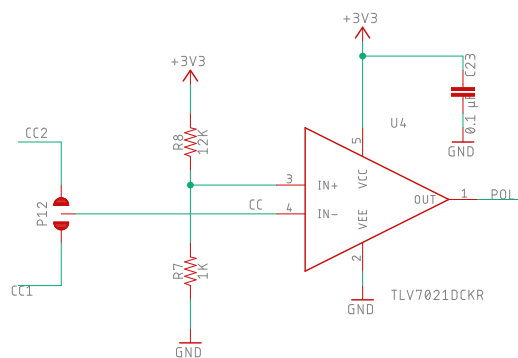 +3V3
+3V3
C23
0.1 µF
GND
U4
R8
12K
5
VCC
CC2
3
IN+
CC
4
IN-
OUT
1
POL
P12
VEE
2
R7
1K
CC1
TLV7021DCKR
GND
GND